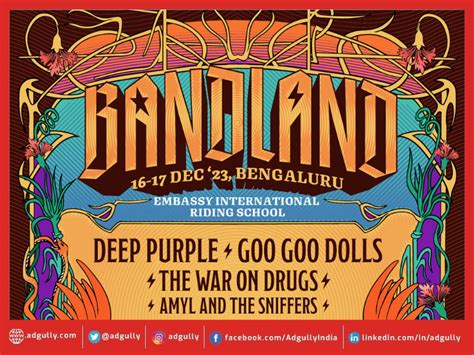 BANDLAND
16-17 DEC '23, BENGALURU
EMBASSY INTERNATIONAL
RIDING SCHOOL
DEEP PURPLE GOO GOO DOLLS
THE WAR ON DRUGS
AMYL AND THE SNIFFERS
adgully.com @adgully adgully facebook.com/AdgullyIndia linkedin.com/in/adgully